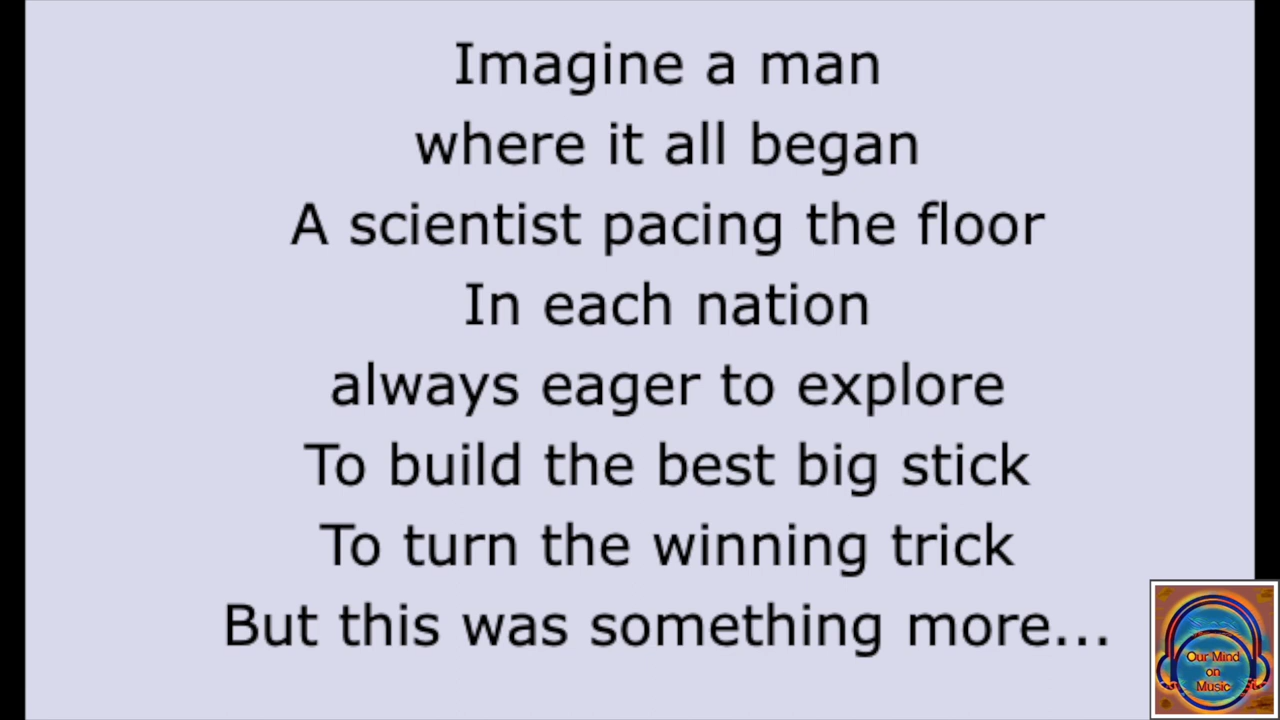 Imagine a man
where it all began
A scientist pacing the floor
In each nation
always eager to explore
To build the best big stick
To turn the winning trick
But this was something more...
Our Mind
on
Music